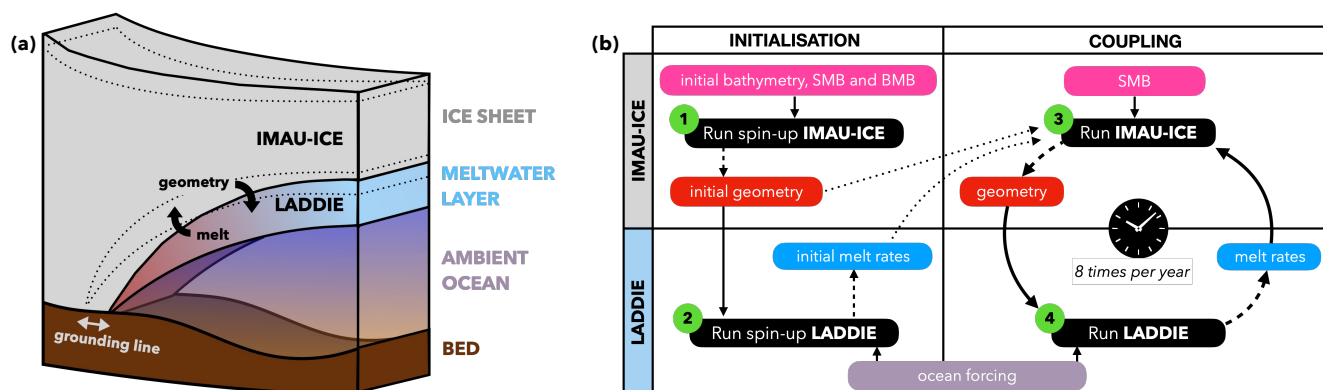 (a)
ICE SHEET
IMAU-ICE
MELTWATER
LAYER
geometry
LADDIE
melt
AMBIENT
OCEAN
grounding line
BED
(b)
INITIALISATION
COUPLING
IMAU-ICE
initial bathymetry, SMB and BMB
SMB
1
Run spin-up IMAU-ICE
3
Run IMAU-ICE
initial geometry
geometry
LADDIE
initial melt rates
8 times per year
melt rates
2
Run spin-up LADDIE
4
Run LADDIE
ocean forcing